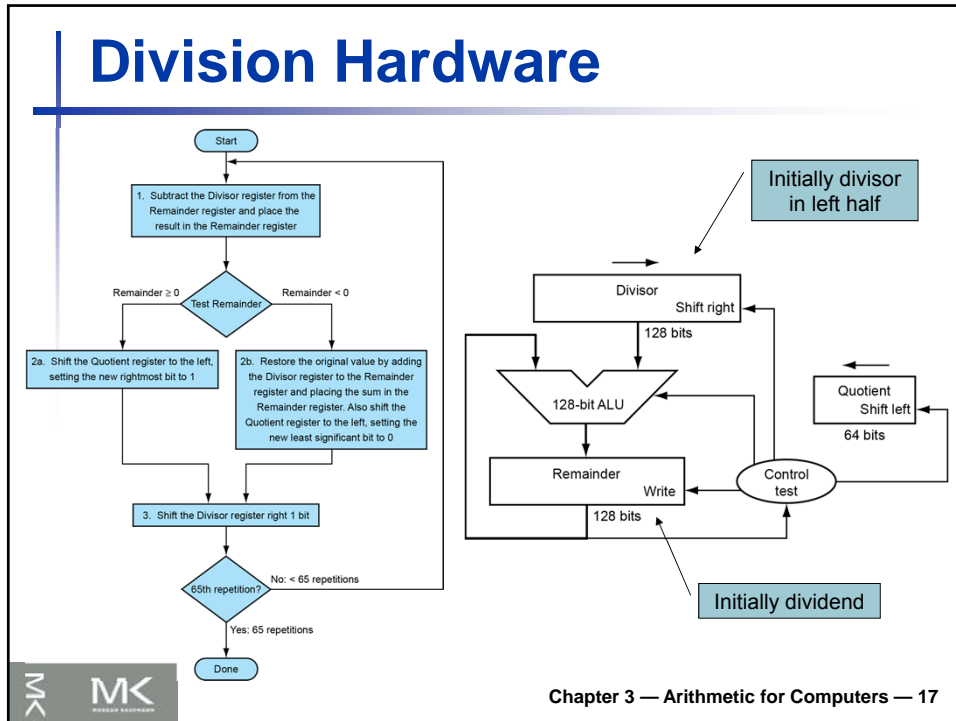 Division Hardware
Start
1. Subtract the Divisor register from the
Remainder register and place the
result in the Remainder register
Remainder ≥ 0
Remainder < 0
Test Remainder
2a. Shift the Quotient register to the left,
setting the new rightmost bit to 1
2b. Restore the original value by adding
the Divisor register to the Remainder
register and placing the sum in the
Remainder register. Also shift the
Quotient register to the left, setting the
new least significant bit to 0
3. Shift the Divisor register right 1 bit
65th repetition?
No: < 65 repetitions
Yes: 65 repetitions
Done
Initially divisor
in left half
Divisor
Shift right
128 bits
128-bit ALU
Quotient
Shift left
64 bits
Remainder
Write
128 bits
Control
test
Initially dividend
MK
MK
MORGAN KAUFMANN
Chapter 3 — Arithmetic for Computers — 17